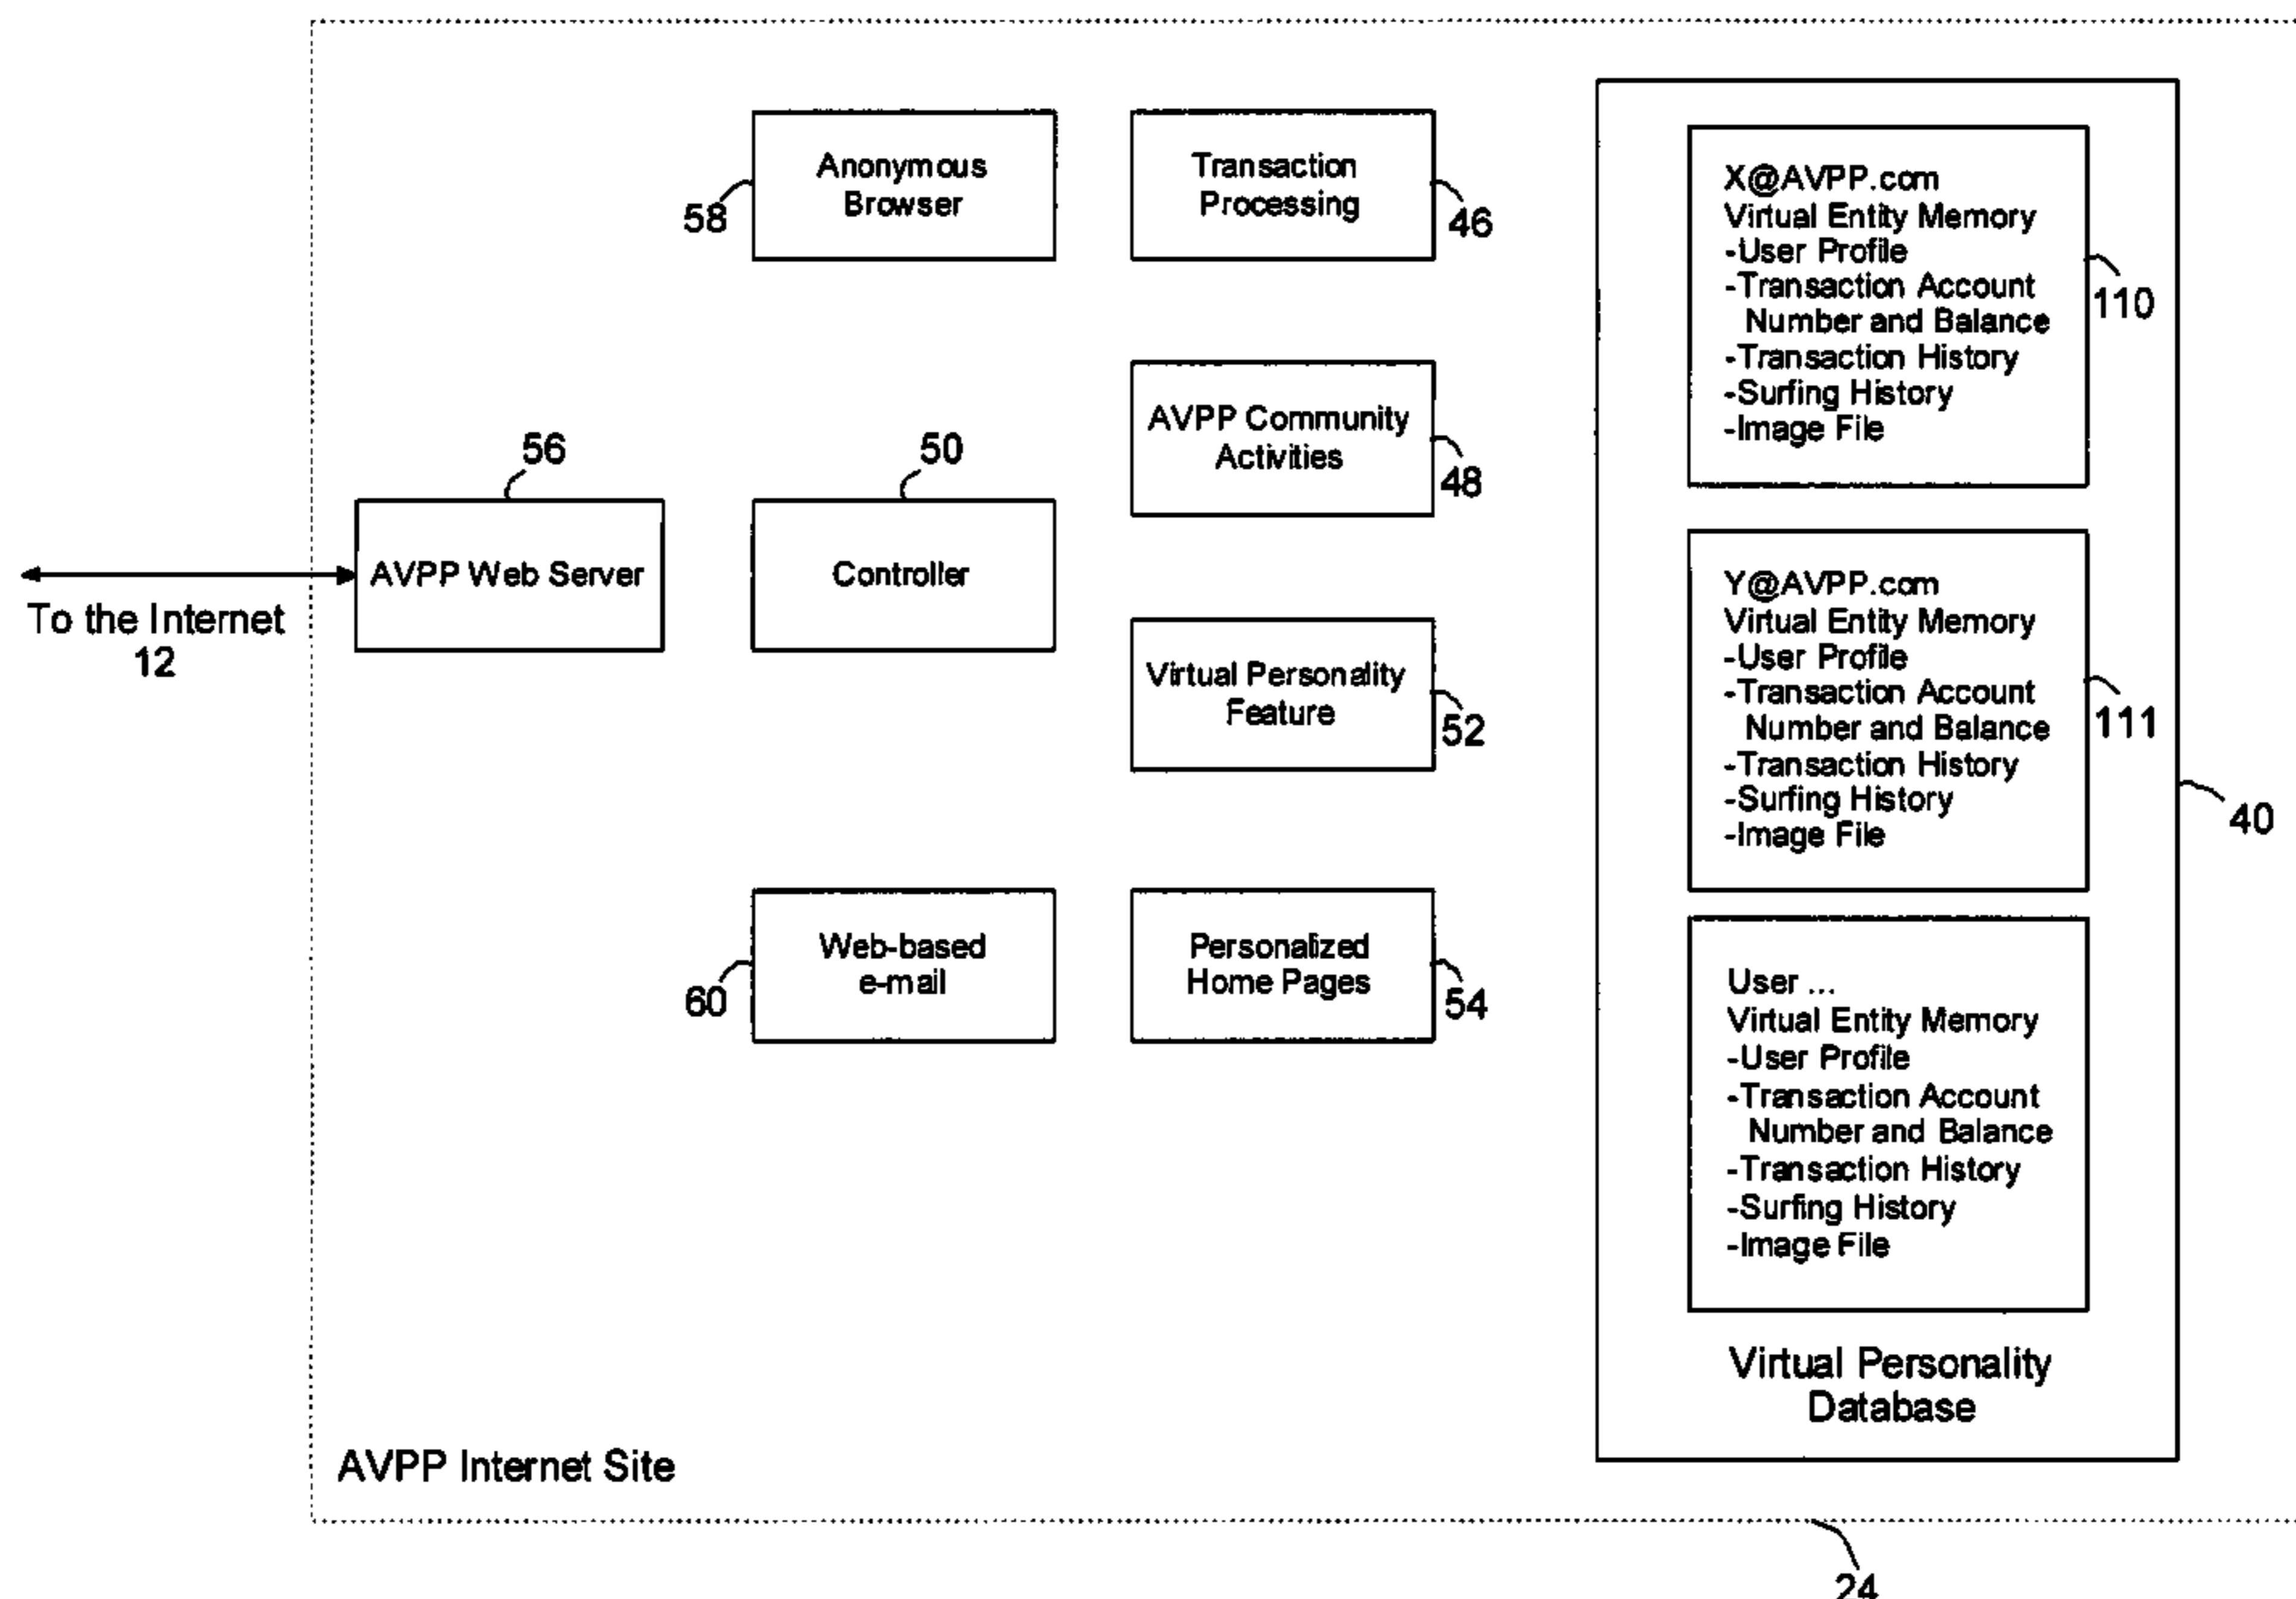 Anonymous
Browser
58
Transaction
Processing
46
AVPP Community
Activities
48
56
AVPP Web Server
50
Controller
To the Internet
12
Virtual Personality
Feature
52
Web-based
e-mail
60
Personalized
Home Pages
54
X@AVPP.com
Virtual Entity Memory
-User Profile
-Transaction Account
Number and Balance
-Transaction History
-Surfing History
-Image File
110
Y@AVPP.com
Virtual Entity Memory
-User Profile
-Transaction Account
Number and Balance
-Transaction History
-Surfing History
-Image File
111
40
User ...
Virtual Entity Memory
-User Profile
-Transaction Account
Number and Balance
-Transaction History
-Surfing History
-Image File
Virtual Personality
Database
AVPP Internet Site
24